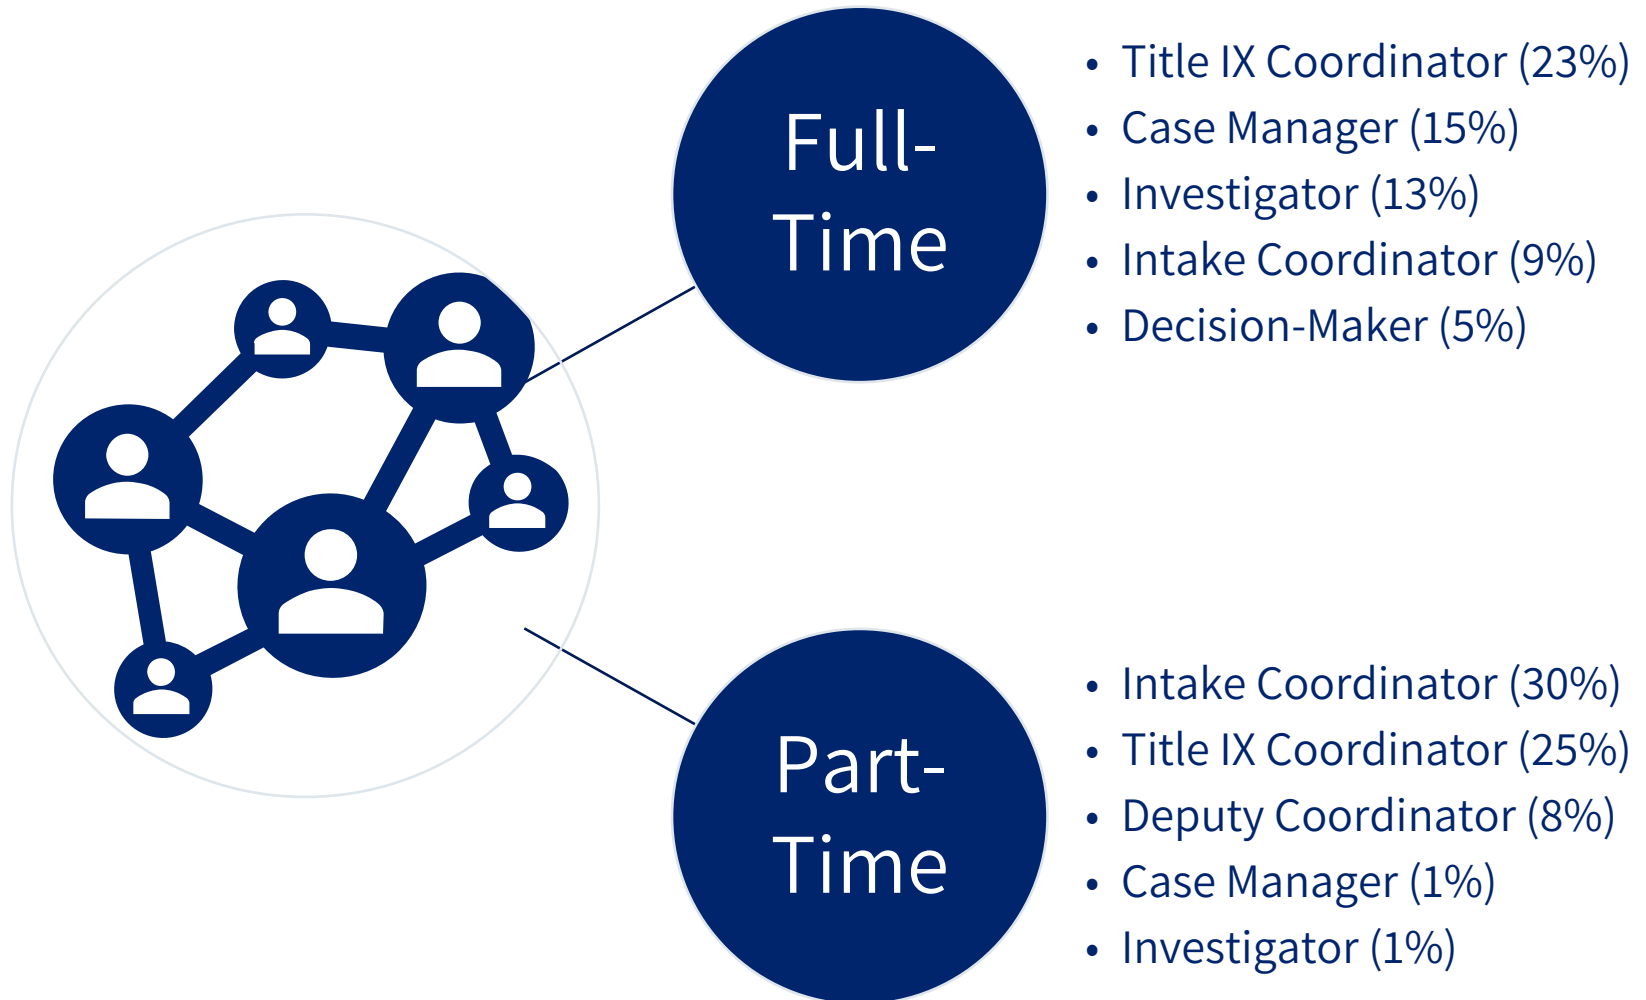 Full-
Time
• Title IX Coordinator (23%)
• Case Manager (15%)
• Investigator (13%)
• Intake Coordinator (9%)
• Decision-Maker (5%)
Part-
Time
• Intake Coordinator (30%)
• Title IX Coordinator (25%)
• Deputy Coordinator (8%)
• Case Manager (1%)
• Investigator (1%)